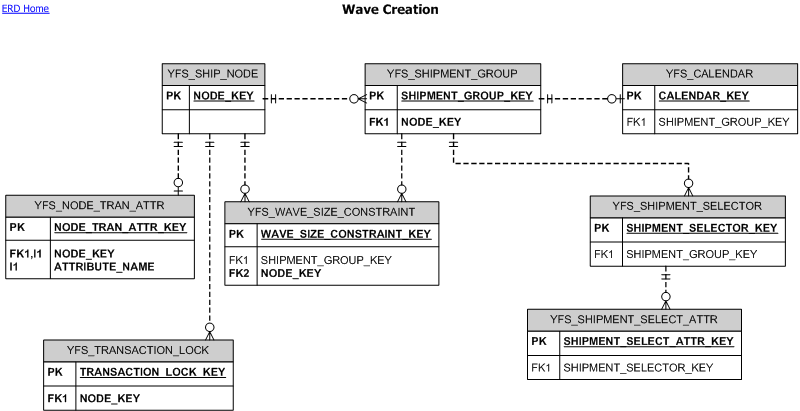 ERD Home
Wave Creation
YFS_SHIP_NODE
PK NODE_KEY
YFS_SHIPMENT_GROUP
PK SHIPMENT_GROUP_KEY
FK1 NODE_KEY
YFS_CALENDAR
PK CALENDAR_KEY
FK1 SHIPMENT_GROUP_KEY
YFS_NODE_TRAN_ATTR
PK NODE_TRAN_ATTR_KEY
FK1,I1 NODE_KEY
I1 ATTRIBUTE_NAME
YFS_WAVE_SIZE_CONSTRAINT
PK WAVE_SIZE_CONSTRAINT_KEY
FK1 SHIPMENT_GROUP_KEY
FK2 NODE_KEY
YFS_SHIPMENT_SELECTOR
PK SHIPMENT_SELECTOR_KEY
FK1 SHIPMENT_GROUP_KEY
YFS_SHIPMENT_SELECT_ATTR
PK SHIPMENT_SELECT_ATTR_KEY
FK1 SHIPMENT_SELECTOR_KEY
YFS_TRANSACTION_LOCK
PK TRANSACTION_LOCK_KEY
FK1 NODE_KEY